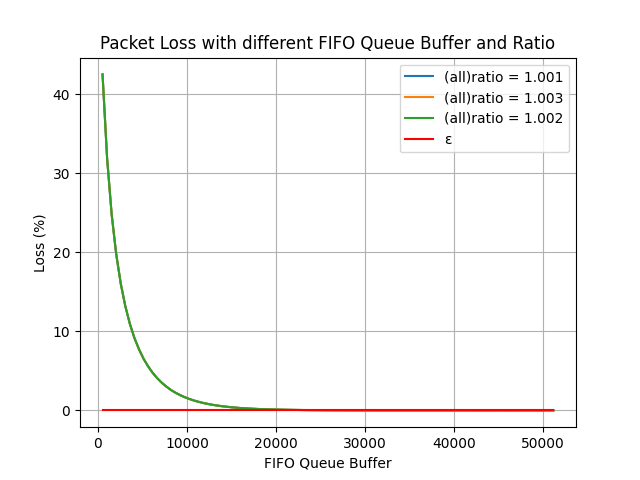 Packet Loss with different FIFO Queue Buffer and Ratio
(all)ratio = 1.001
(all)ratio = 1.003
(all)ratio = 1.002
ε
Loss (%)
40
30
20
10
0
0 10000 20000 30000 40000 50000
FIFO Queue Buffer